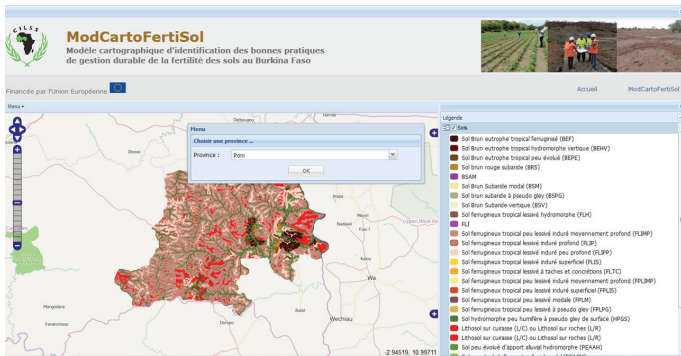 CILSS
ModCartoFertiSol
Modèle cartographique d'identification des bonnes pratiques
de gestion durable de la fertilité des sols au Burkina Faso
Financée par l'Union Européenne
Accueil
ModCartoFertiSol
Menu
Menu
Choisir une province ...
Province :
Poni
OK
Diébougou
Hamile
Mangodara
Wa
Wechiau
Batié
Kaleo
Nadawli
-2.94519, 10.99711
Légende
Sols
Sol Brun eutrophe tropical ferruginisé (BEF)
Sol Brun eutrophe tropical hydromorphe vertique (BEHV)
Sol Brun eutrophe tropical peu évolué (BEPE)
Sol brun rouge subaride (BRS)
BSAM
Sol Brun Subaride modal (BSM)
Sol brun subaride à pseudo gley (BSPG)
Sol Brun Subaride vertique (BSV)
Sol ferrugineux tropical lessivé hydromorphe (FLH)
FLI
Sol ferrugineux tropical peu lessivé induré moyennement profond (FLIMP)
Sol ferrugineux tropical lessivé induré profond (FLIP)
Sol ferrugineux tropical lessivé induré peu profond (FLIPP)
Sol ferrugineux tropical lessivé induré superficiel (FLIS)
Sol ferrugineux tropical lessivé à taches et concrétions (FLTC)
Sol ferrugineux tropical peu lessivé induré moyennement profond (FPLIMP)
Sol ferrugineux tropical peu lessivé induré superficiel (FPLIS)
Sol ferrugineux tropical peu lessivé modale (FPLM)
Sol ferrugineux tropical peu lessivé à pseudo gley (FPLPG)
Sol hydromorphe peu humifère à pseudo gley de surface (HPGS)
Lithosol sur cuirasse (L/C) ou Lithosol sur roches (L/R)
Lithosol sur cuirasse (L/C) ou Lithosol sur roches (L/R)
Sol peu évolué d'apport alluvial hydromorphe (PEAAH)